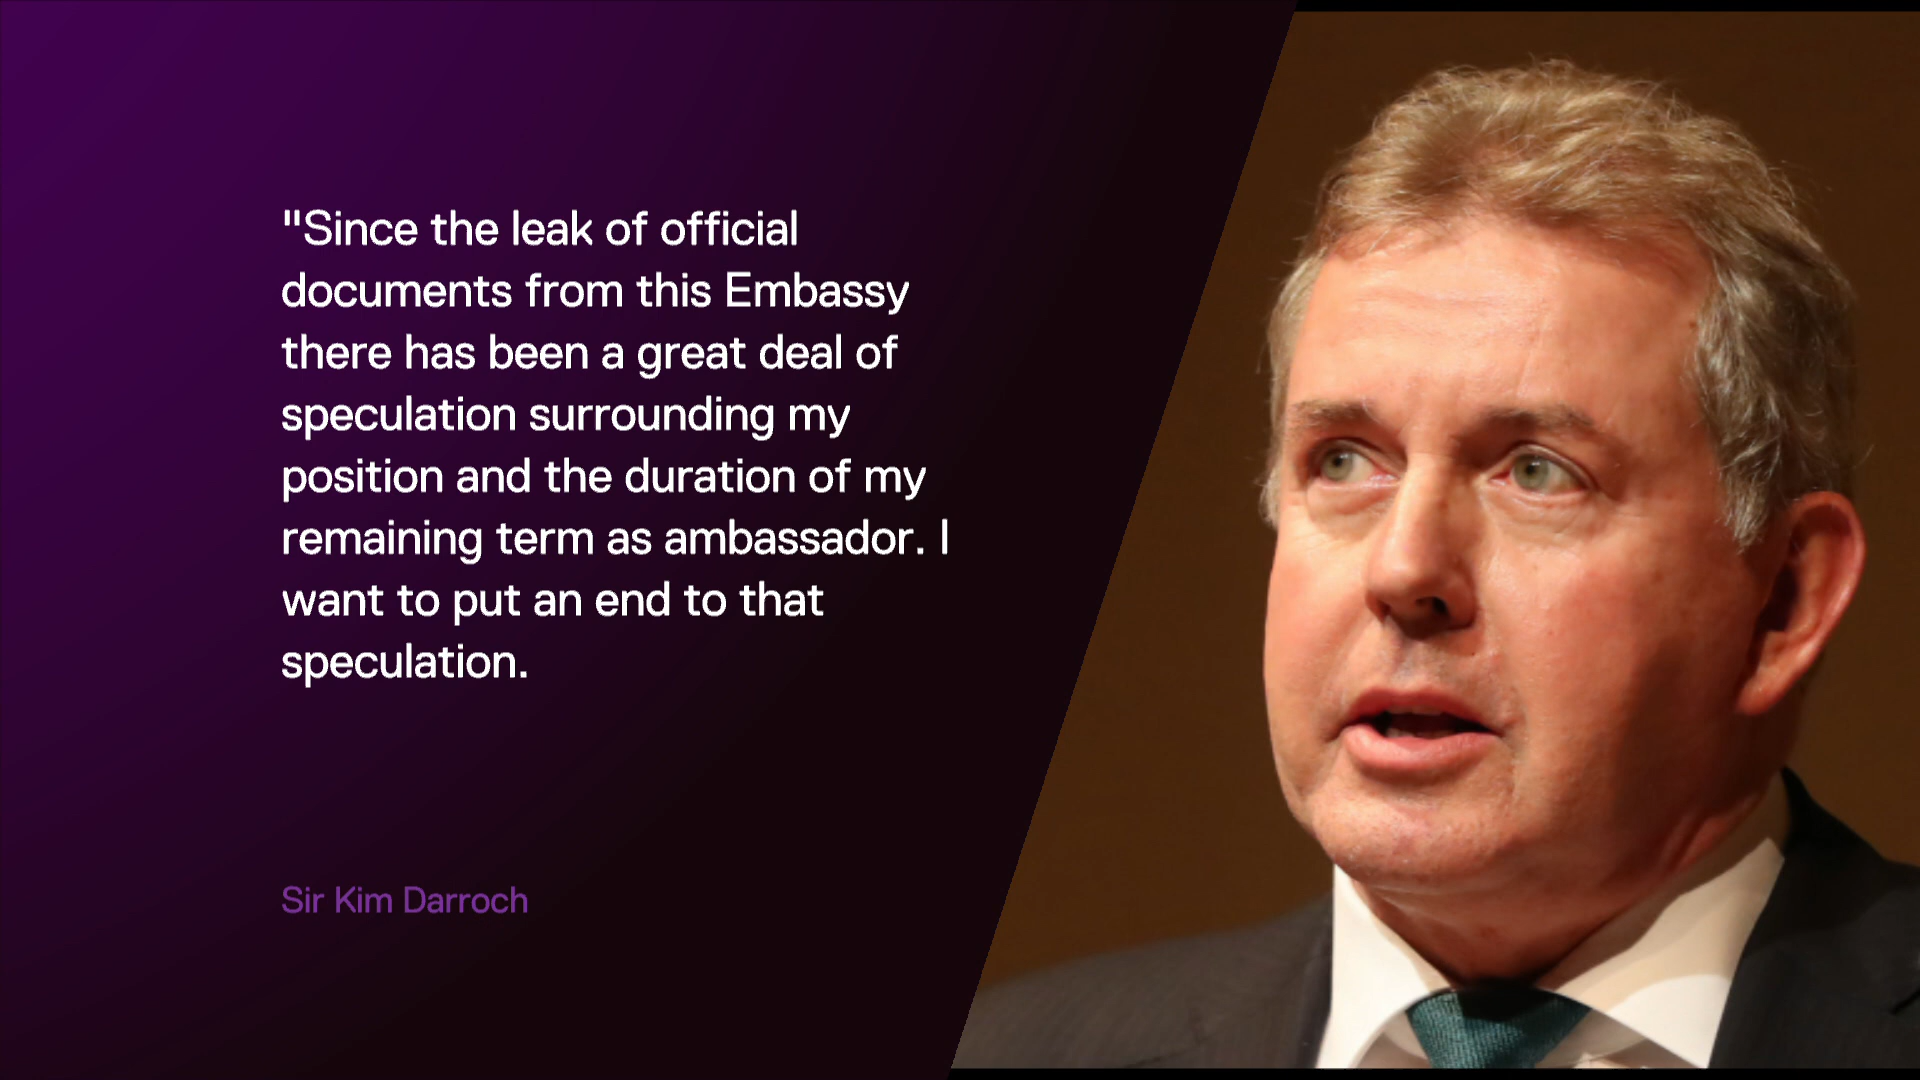 "Since the leak of official
documents from this Embassy
there has been a great deal of
speculation surrounding my
position and the duration of my
remaining term as ambassador. I
want to put an end to that
speculation.
Sir Kim Darroch